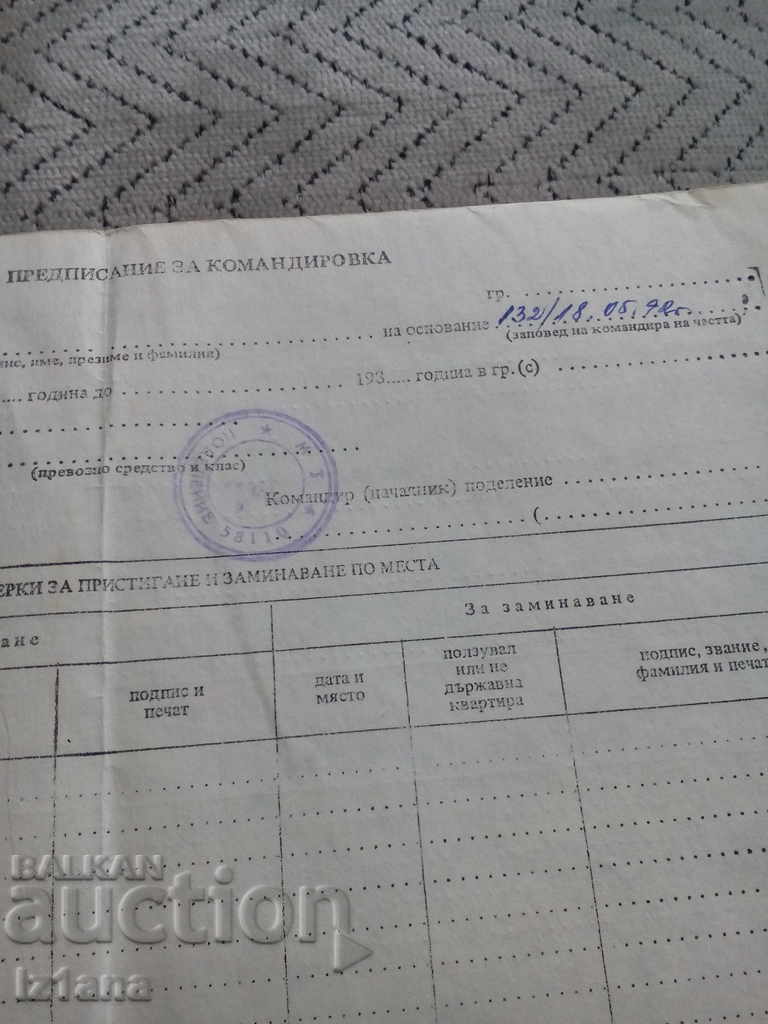 ПРЕДПИСАНИЕ ЗА КОМАНДИРОВКА
гр.
на основание 132/18.05.92г.
име, презиме и фамилия)
(заповед на командира на частта)
година до 193 година в гр.(с)
(превозно средство и клас)
Командир (началник) поделение
(
ЕРКИ ЗА ПРИСТИГАНЕ И ЗАМИНАВАНЕ ПО МЕСТА
ане
За заминаване
подпис и печат
дата и място
ползувал или не държавна квартира
подпис, звание, фамилия и печат
BALKAN
auction
iz1ana